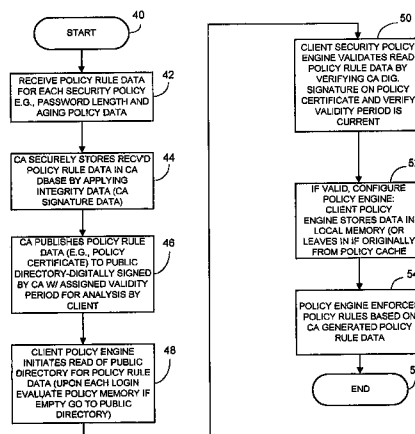 40
START
42
RECEIVE POLICY RULE DATA
FOR EACH SECURITY POLICY
E.G., PASSWORD LENGTH AND
AGING POLICY DATA
44
CA SECURELY STORES RECV'D
POLICY RULE DATA IN CA
DBASE BY APPLYING
INTEGRITY DATA (CA
SIGNATURE DATA)
46
CA PUBLISHES POLICY RULE
DATA (E.G., POLICY
CERTIFICATE) TO PUBLIC
DIRECTORY-DIGITALLY SIGNED
BY CA W/ ASSIGNED VALIDITY
PERIOD FOR ANALYSIS BY
CLIENT
48
CLIENT POLICY ENGINE
INITIATES READ OF PUBLIC
DIRECTORY FOR POLICY RULE
DATA (UPON EACH LOGIN
EVALUATE POLICY MEMORY IF
EMPTY GO TO PUBLIC
DIRECTORY)
50
CLIENT SECURITY POLICY
ENGINE VALIDATES READ
POLICY RULE DATA BY
VERIFYING CA DIG.
SIGNATURE ON POLICY
CERTIFICATE AND VERIFY
VALIDITY PERIOD IS
CURRENT
IF VALID, CONFIGURE
POLICY ENGINE:
CLIENT POLICY
ENGINE STORES DATA IN
LOCAL MEMORY (OR
LEAVES IN IF ORIGINALLY
FROM POLICY CACHE
54
POLICY ENGINE ENFORCES
POLICY RULES BASED ON
CA GENERATED POLICY
RULE DATA
END